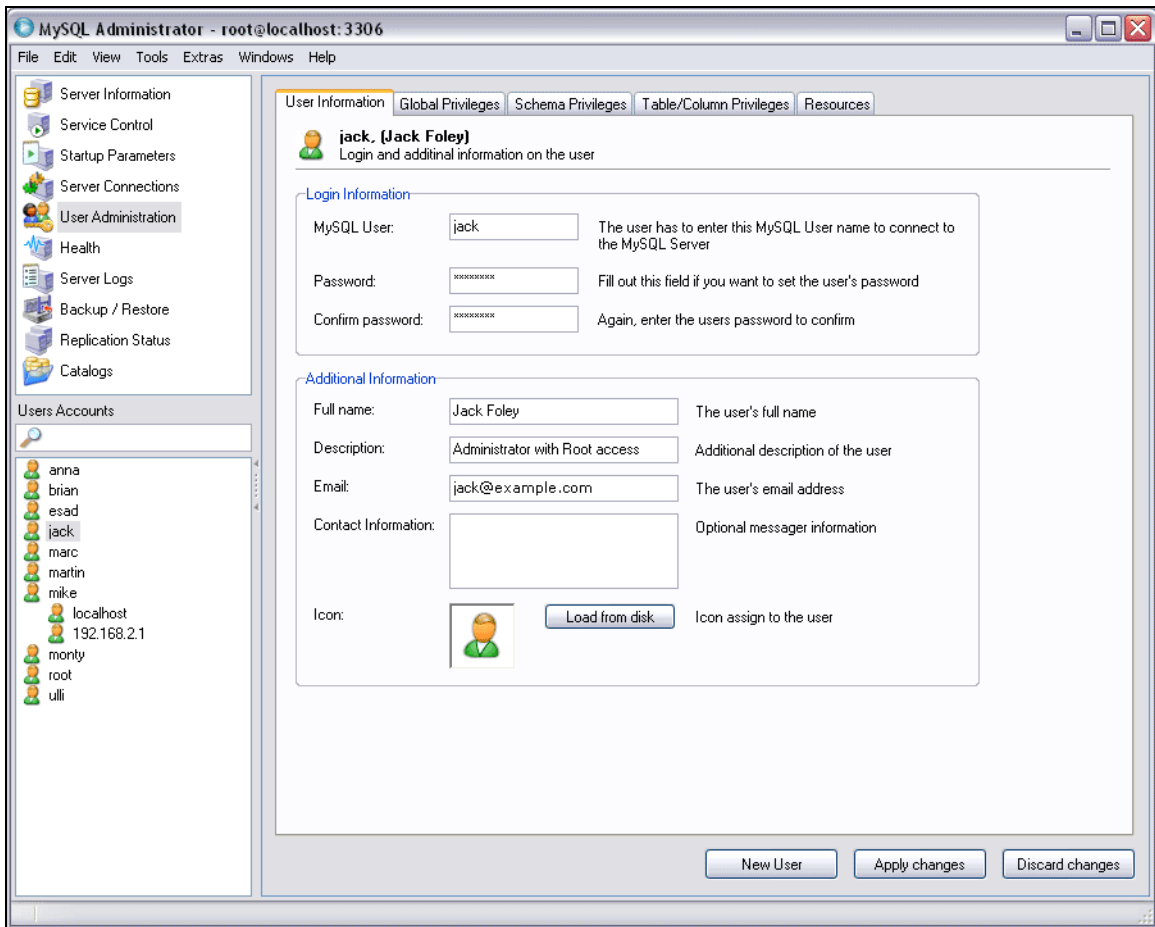 MySQL Administrator - root@localhost:3306
File Edit View Tools Extras Windows Help
Server Information
Service Control
Startup Parameters
Server Connections
User Administration
Health
Server Logs
Backup / Restore
Replication Status
Catalogs
Users Accounts
anna
brian
esad
jack
marc
martin
mike
localhost
192.168.2.1
monty
root
ulli
User Information Global Privileges Schema Privileges Table/Column Privileges Resources
jack, (Jack Foley)
Login and additinal information on the user
Login Information
MySQL User: jack The user has to enter this MySQL User name to connect to
the MySQL Server
Password: xxxxxxxx Fill out this field if you want to set the user's password
Confirm password: xxxxxxxx Again, enter the users password to confirm
Additional Information
Full name: Jack Foley The user's full name
Description: Administrator with Root access Additional description of the user
Email: jack@example.com The user's email address
Contact Information: Optional messager information
Icon: Load from disk Icon assign to the user
New User Apply changes Discard changes